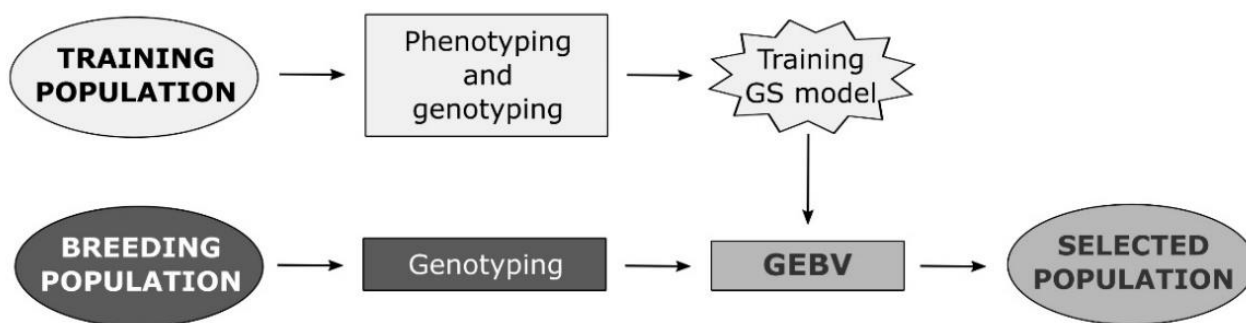 TRAINING
POPULATION
Phenotyping
and
genotyping
Training
GS model
BREEDING
POPULATION
Genotyping
GEBV
SELECTED
POPULATION